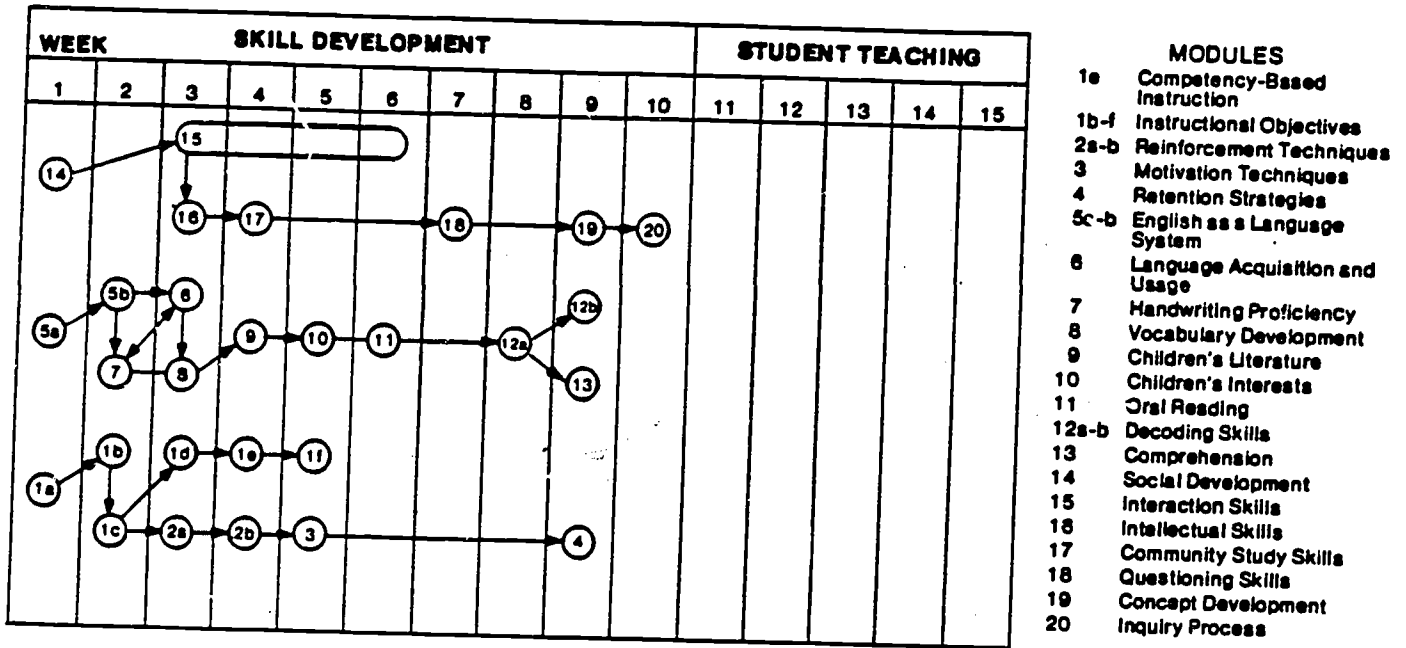 WEEK SKILL DEVELOPMENT STUDENT TEACHING
1 2 3 4 5 6 7 8 9 10 11 12 13 14 15
15
14
16 17 18 19 20
5b 6 12b
5a 9 10 11 12a
7 8 13
1b 1d 1e 1f
1a
1c 2a 2b 3 4
MODULES
1a Competency-Based
Instruction
1b-f Instructional Objectives
2a-b Reinforcement Techniques
3 Motivation Techniques
4 Retention Strategies
5c-b English as a Language
System
6 Language Acquisition and
Usage
7 Handwriting Proficiency
8 Vocabulary Development
9 Children's Literature
10 Children's Interests
11 Oral Reading
12a-b Decoding Skills
13 Comprehension
14 Social Development
15 Interaction Skills
16 Intellectual Skills
17 Community Study Skills
18 Questioning Skills
19 Concept Development
20 Inquiry Process